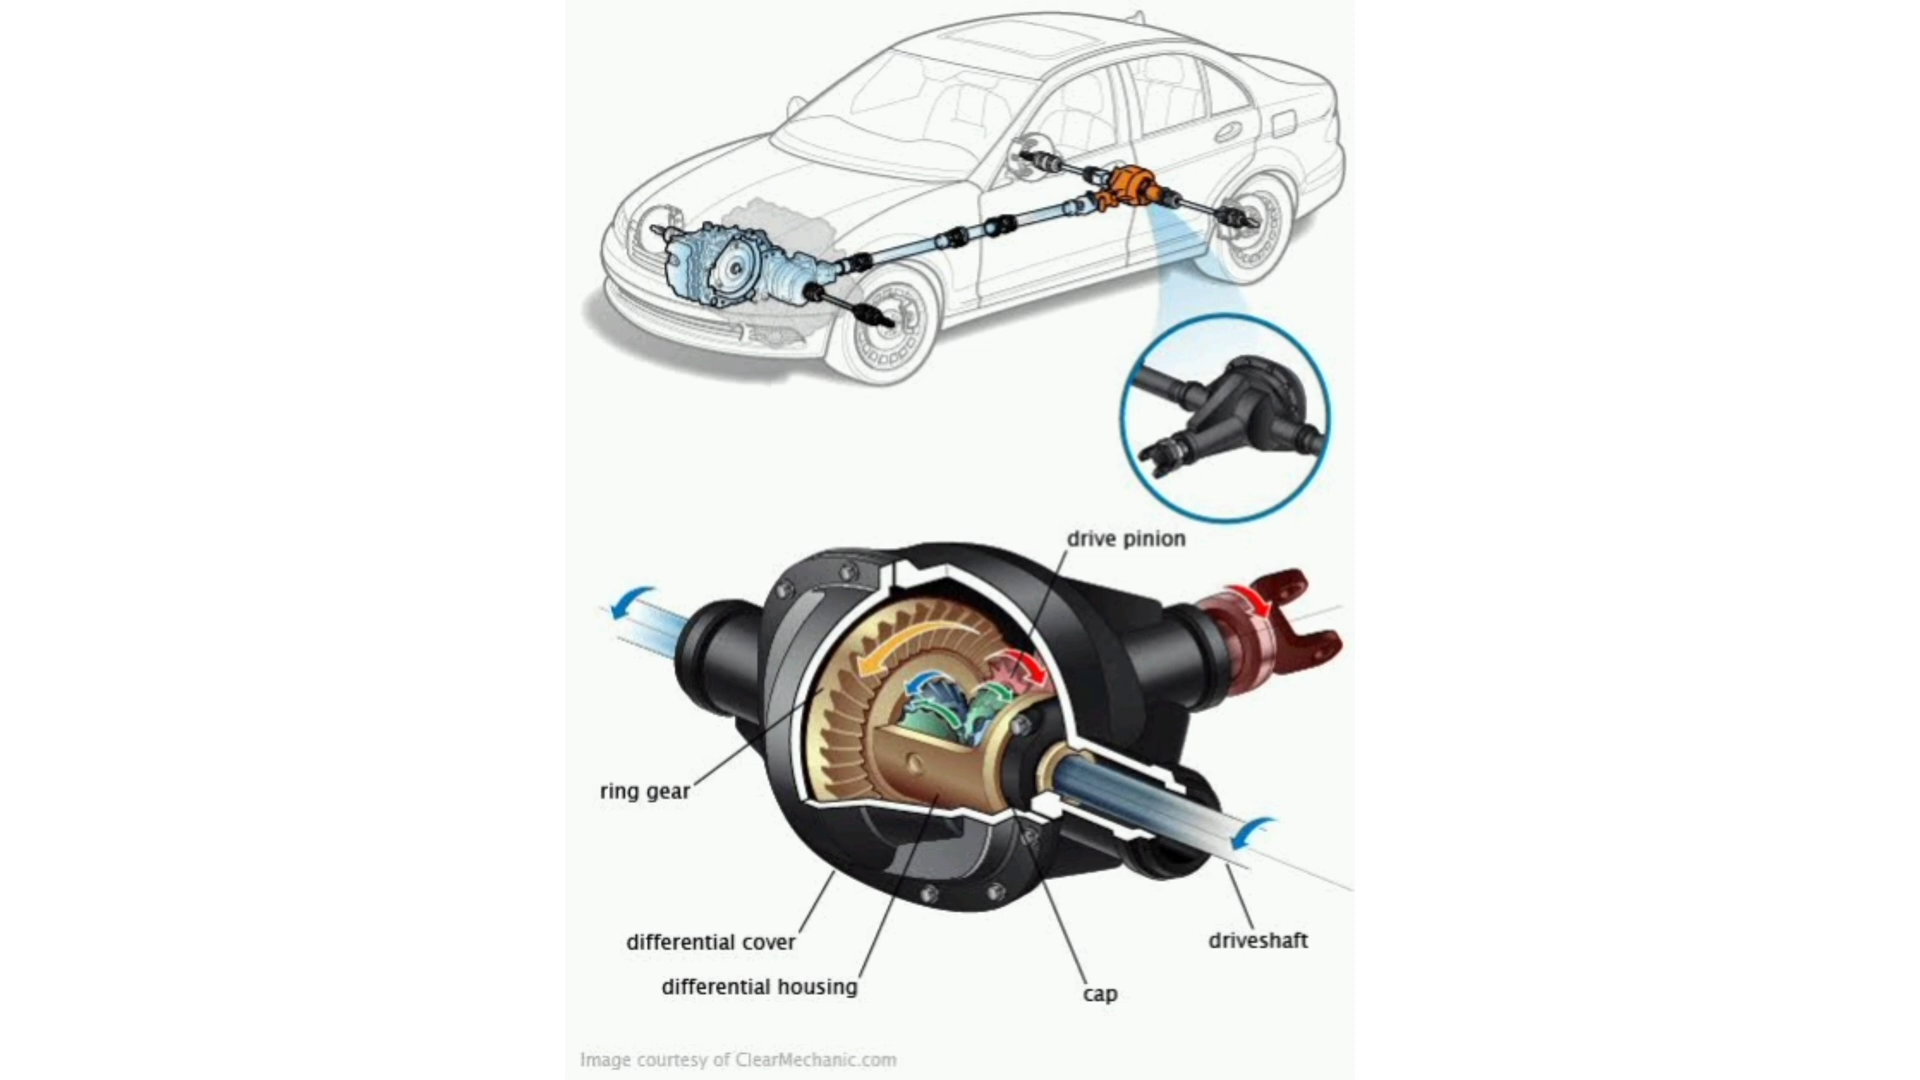 drive pinion
ring gear
differential cover
driveshaft
differential housing
cap
Image courtesy of ClearMechanic.com